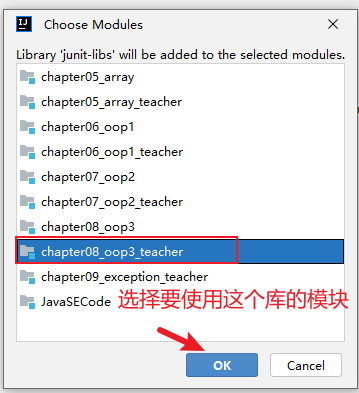 Choose Modules
Library 'junit-libs' will be added to the selected modules.
chapter05_array
chapter05_array_teacher
chapter06_oop1
chapter06_oop1_teacher
chapter07_oop2
chapter07_oop2_teacher
chapter08_oop3
chapter08_oop3_teacher
chapter09_exception_teacher
JavaSECode
选择要使用这个库的模块
OK
Cancel